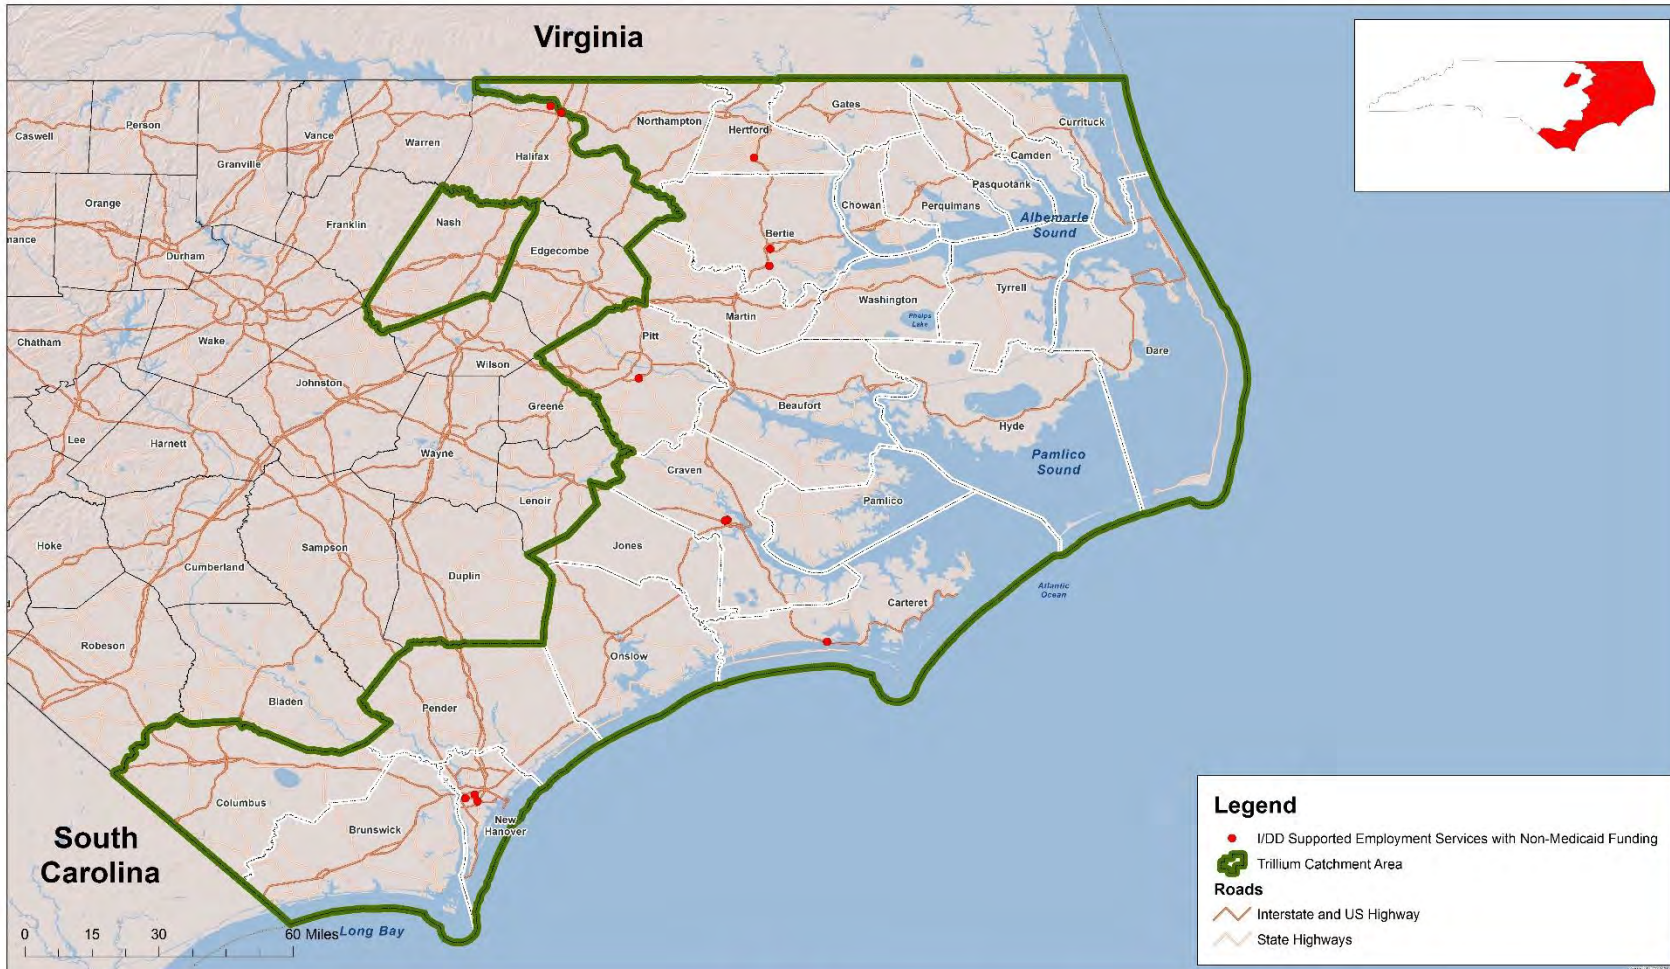 Virginia
Gates
Currituck
Northampton
Hertford
Person
Vance
Caswell
Warren
Halifax
Granville
Camden
Pasquotank
Orange
Franklin
Nash
Chowan
Perquimans
Albemarle
Sound
Bertie
mance
Durham
Edgecombe
Washington
Tyrrell
Martin
Phelps
Lake
Chatham
Wake
Pitt
Dare
Wilson
Johnston
Greene
Beaufort
Hyde
Lee
Harnett
Wayne
Pamlico
Sound
Craven
Lenoir
Pamlico
Hoke
Sampson
Jones
Cumberland
Duplin
Atlantic
Ocean
Carteret
Robeson
Onslow
Bladen
Pender
Columbus
Brunswick
New
Hanover
South
Carolina
Long Bay
0 15 30 60 Miles
Legend
I/DD Supported Employment Services with Non-Medicaid Funding
Trillium Catchment Area
Roads
Interstate and US Highway
State Highways